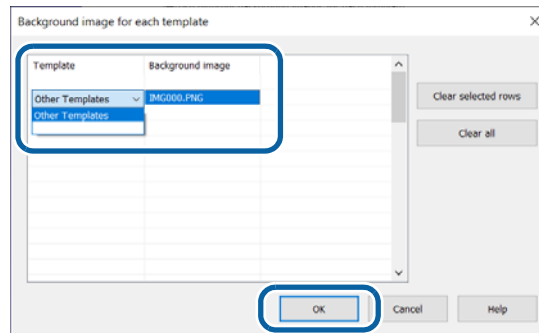 Background image for each template
Template Background image
Other Templates IMG000.PNG
Other Templates
Clear selected rows
Clear all
OK Cancel Help